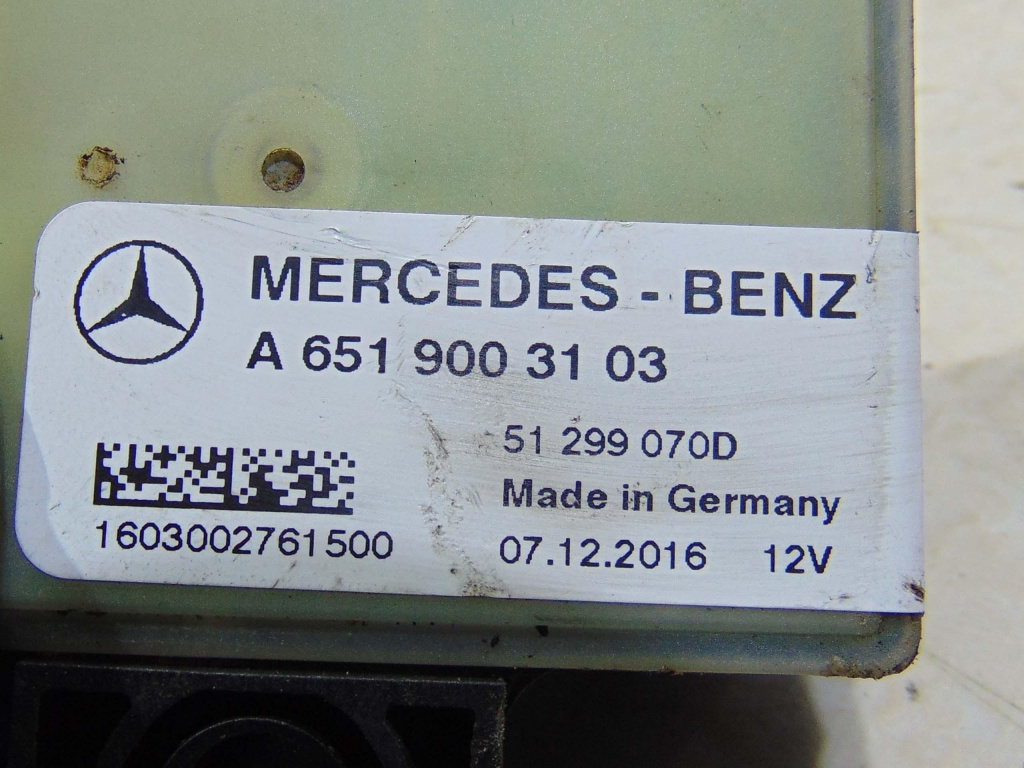 MERCEDES - BENZ
A 651 900 31 03
51 299 070D
Made in Germany
1603002761500
07.12.2016 12V